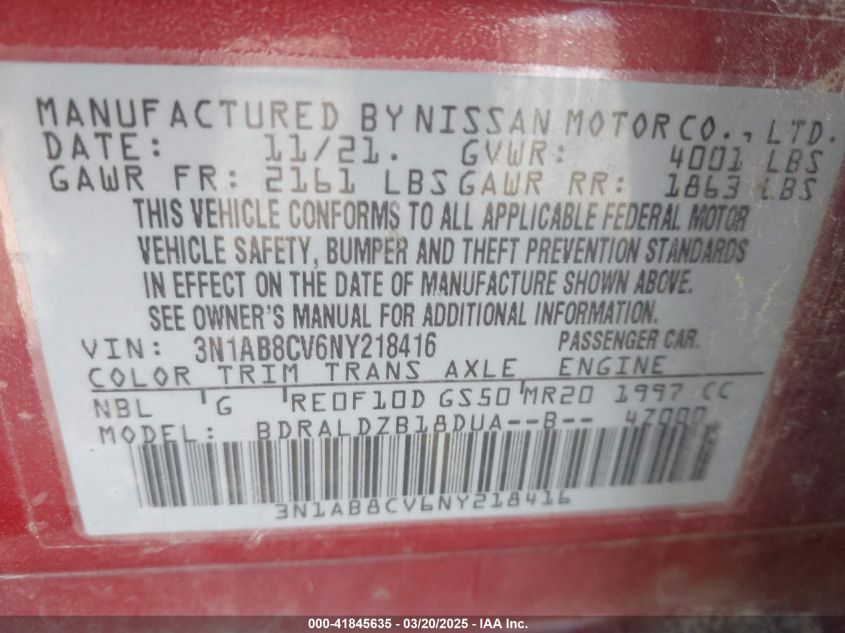 MANUFACTURED BY NISSAN MOTOR CO., LTD.
DATE: 11/21. GVWR: 4001 LBS
GAWR FR: 2161 LBS GAWR RR: 1863 LBS
THIS VEHICLE CONFORMS TO ALL APPLICABLE FEDERAL MOTOR
VEHICLE SAFETY, BUMPER AND THEFT PREVENTION STANDARDS
IN EFFECT ON THE DATE OF MANUFACTURE SHOWN ABOVE.
SEE OWNER'S MANUAL FOR ADDITIONAL INFORMATION.
VIN: 3N1AB8CV6NY218416 PASSENGER CAR
COLOR TRIM TRANS AXLE ENGINE
NBL G RE0F10D GS50 MR20 1997 CC
MODEL: BDRALDZB18DUA--B-- 4Z000
3N1AB8CV6NY218416
000-41845635 - 03/20/2025 - IAA Inc.